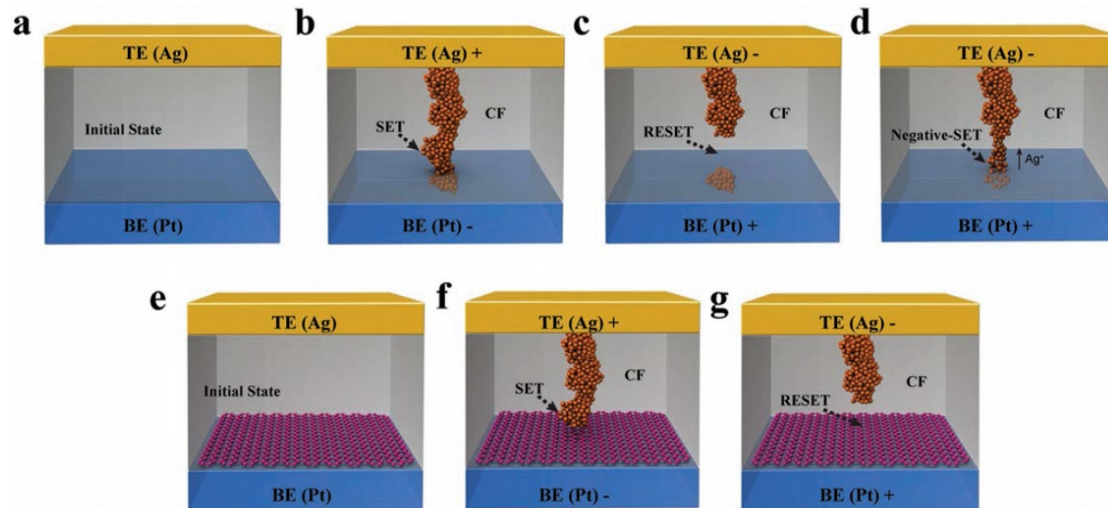 a
TE (Ag)
Initial State
BE (Pt)
b
TE (Ag) +
CF
SET
BE (Pt) -
c
TE (Ag) -
CF
RESET
BE (Pt) +
d
TE (Ag) -
CF
Negative-SET
Ag⁺
BE (Pt) +
e
TE (Ag)
Initial State
BE (Pt)
f
TE (Ag) +
CF
SET
BE (Pt) -
g
TE (Ag) -
CF
RESET
BE (Pt) +